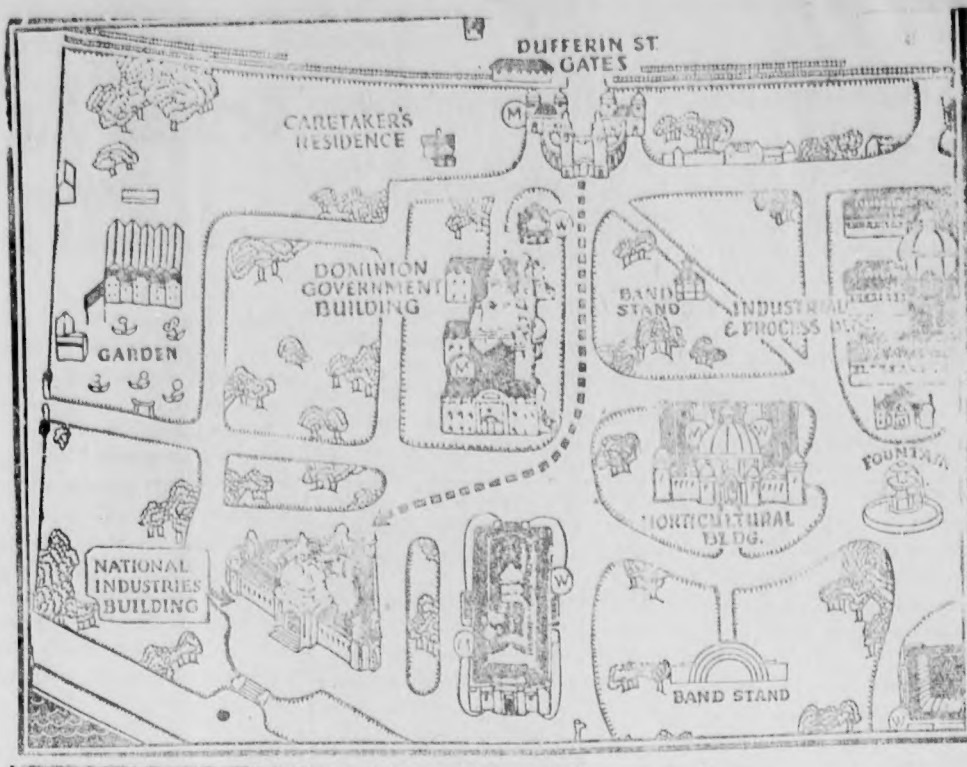 DUFFERIN ST.
GATES
M
CARETAKER'S
RESIDENCE
W
DOMINION
GOVERNMENT
BUILDING
M
BAND
STAND
INDUSTRIAL
& PROCESS
GARDEN
FOUNTAIN
HORTICULTURAL
BLDG.
NATIONAL
INDUSTRIES
BUILDING
W
BAND STAND
W